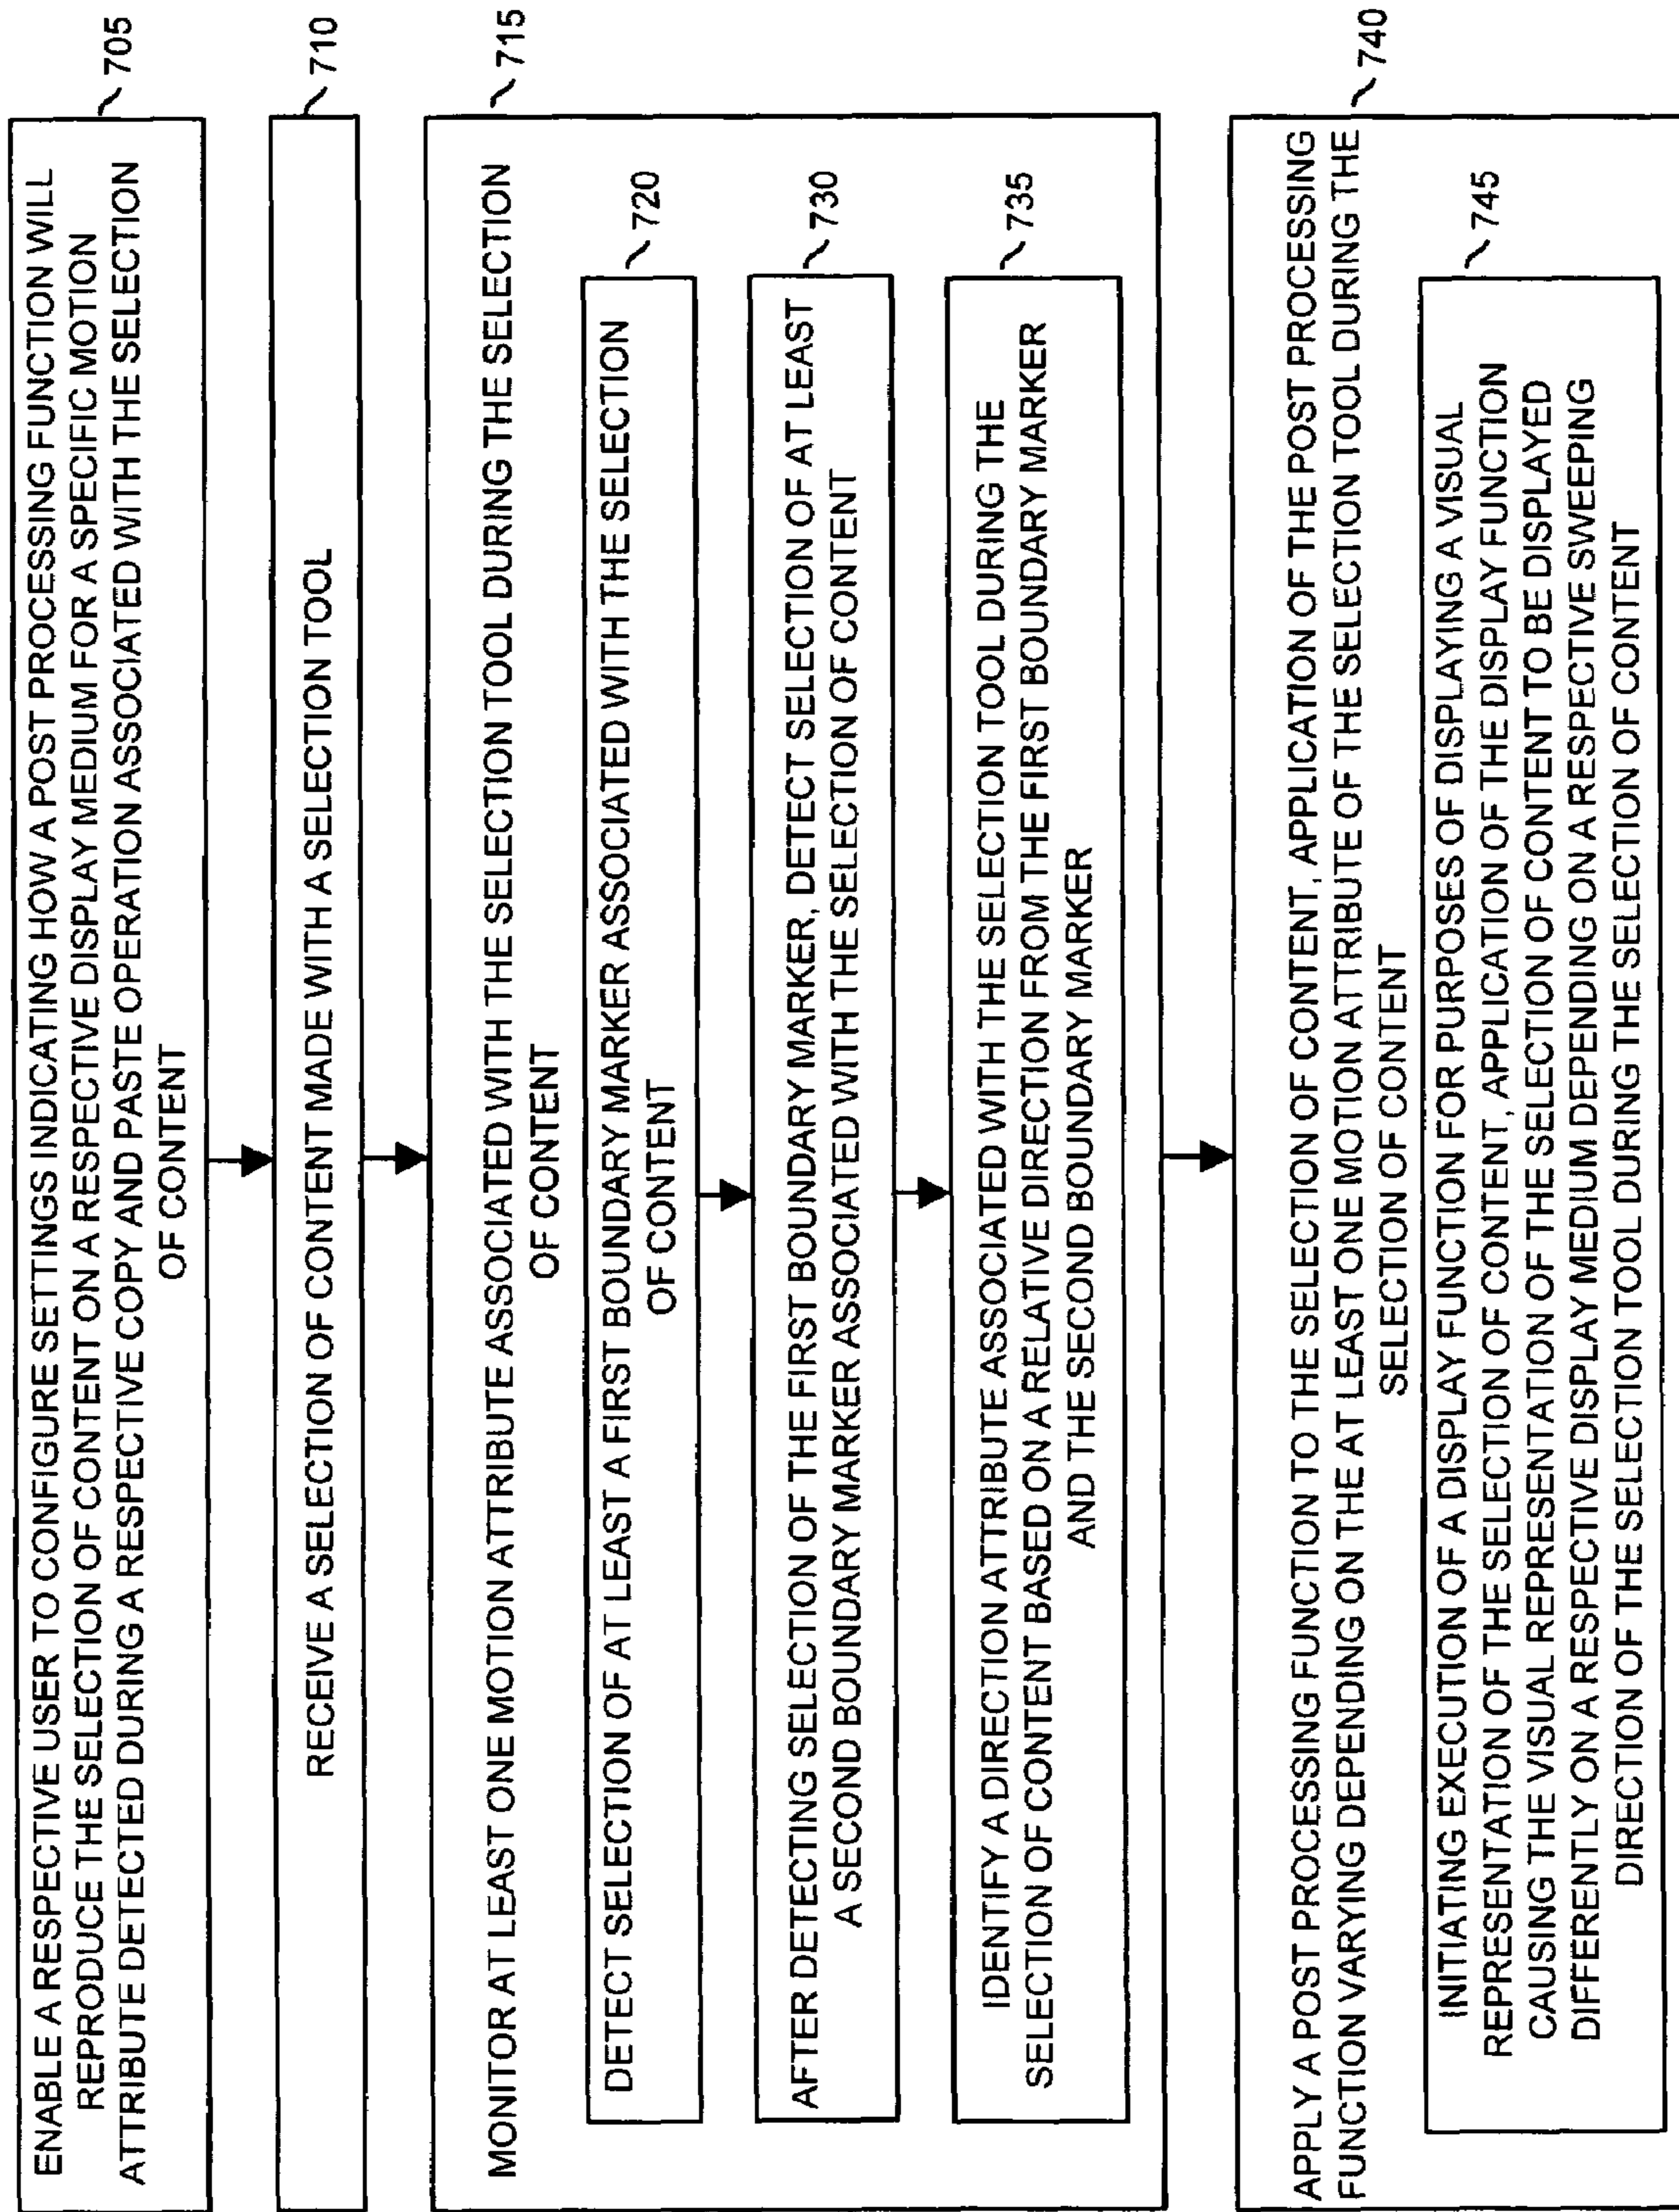 ENABLE A RESPECTIVE USER TO CONFIGURE SETTINGS INDICATING HOW A POST PROCESSING FUNCTION WILL
REPRODUCE THE SELECTION OF CONTENT ON A RESPECTIVE DISPLAY MEDIUM FOR A SPECIFIC MOTION
ATTRIBUTE DETECTED DURING A RESPECTIVE COPY AND PASTE OPERATION ASSOCIATED WITH THE SELECTION
OF CONTENT
705
RECEIVE A SELECTION OF CONTENT MADE WITH A SELECTION TOOL
710
MONITOR AT LEAST ONE MOTION ATTRIBUTE ASSOCIATED WITH THE SELECTION TOOL DURING THE SELECTION
OF CONTENT
715
DETECT SELECTION OF AT LEAST A FIRST BOUNDARY MARKER ASSOCIATED WITH THE SELECTION
OF CONTENT
720
AFTER DETECTING SELECTION OF THE FIRST BOUNDARY MARKER, DETECT SELECTION OF AT LEAST
A SECOND BOUNDARY MARKER ASSOCIATED WITH THE SELECTION OF CONTENT
730
IDENTIFY A DIRECTION ATTRIBUTE ASSOCIATED WITH THE SELECTION TOOL DURING THE
SELECTION OF CONTENT BASED ON A RELATIVE DIRECTION FROM THE FIRST BOUNDARY MARKER
AND THE SECOND BOUNDARY MARKER
735
APPLY A POST PROCESSING FUNCTION TO THE SELECTION OF CONTENT, APPLICATION OF THE POST PROCESSING
FUNCTION VARYING DEPENDING ON THE AT LEAST ONE MOTION ATTRIBUTE OF THE SELECTION TOOL DURING THE
SELECTION OF CONTENT
740
INITIATING EXECUTION OF A DISPLAY FUNCTION FOR PURPOSES OF DISPLAYING A VISUAL
REPRESENTATION OF THE SELECTION OF CONTENT, APPLICATION OF THE DISPLAY FUNCTION
CAUSING THE VISUAL REPRESENTATION OF THE SELECTION OF CONTENT TO BE DISPLAYED
DIFFERENTLY ON A RESPECTIVE DISPLAY MEDIUM DEPENDING ON A RESPECTIVE SWEEPING
DIRECTION OF THE SELECTION TOOL DURING THE SELECTION OF CONTENT
745